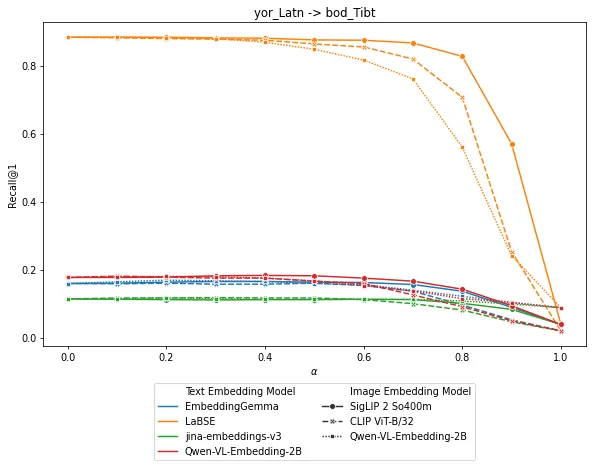 yor_Latn -> bod_Tibt
Recall@1
0.8
0.6
0.4
0.2
0.0
0.0 0.2 0.4 0.6 0.8 1.0
α
Text Embedding Model
EmbeddingGemma
LaBSE
jina-embeddings-v3
Qwen-VL-Embedding-2B
Image Embedding Model
SigLIP 2 So400m
CLIP ViT-B/32
Qwen-VL-Embedding-2B